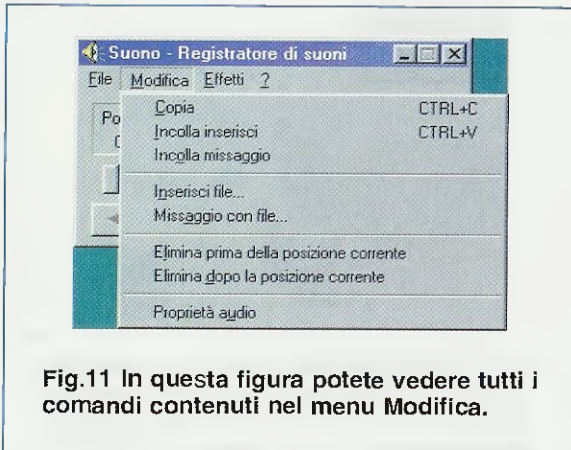 Suono - Registratore di suoni
File Modifica Effetti ?
Po
Copia CTRL+C
Incolla inserisci CTRL+V
Incolla missaggio
Inserisci file...
Missaggio con file...
Elimina prima della posizione corrente
Elimina dopo la posizione corrente
Proprietà audio
Fig.11 In questa figura potete vedere tutti i
comandi contenuti nel menu Modifica.